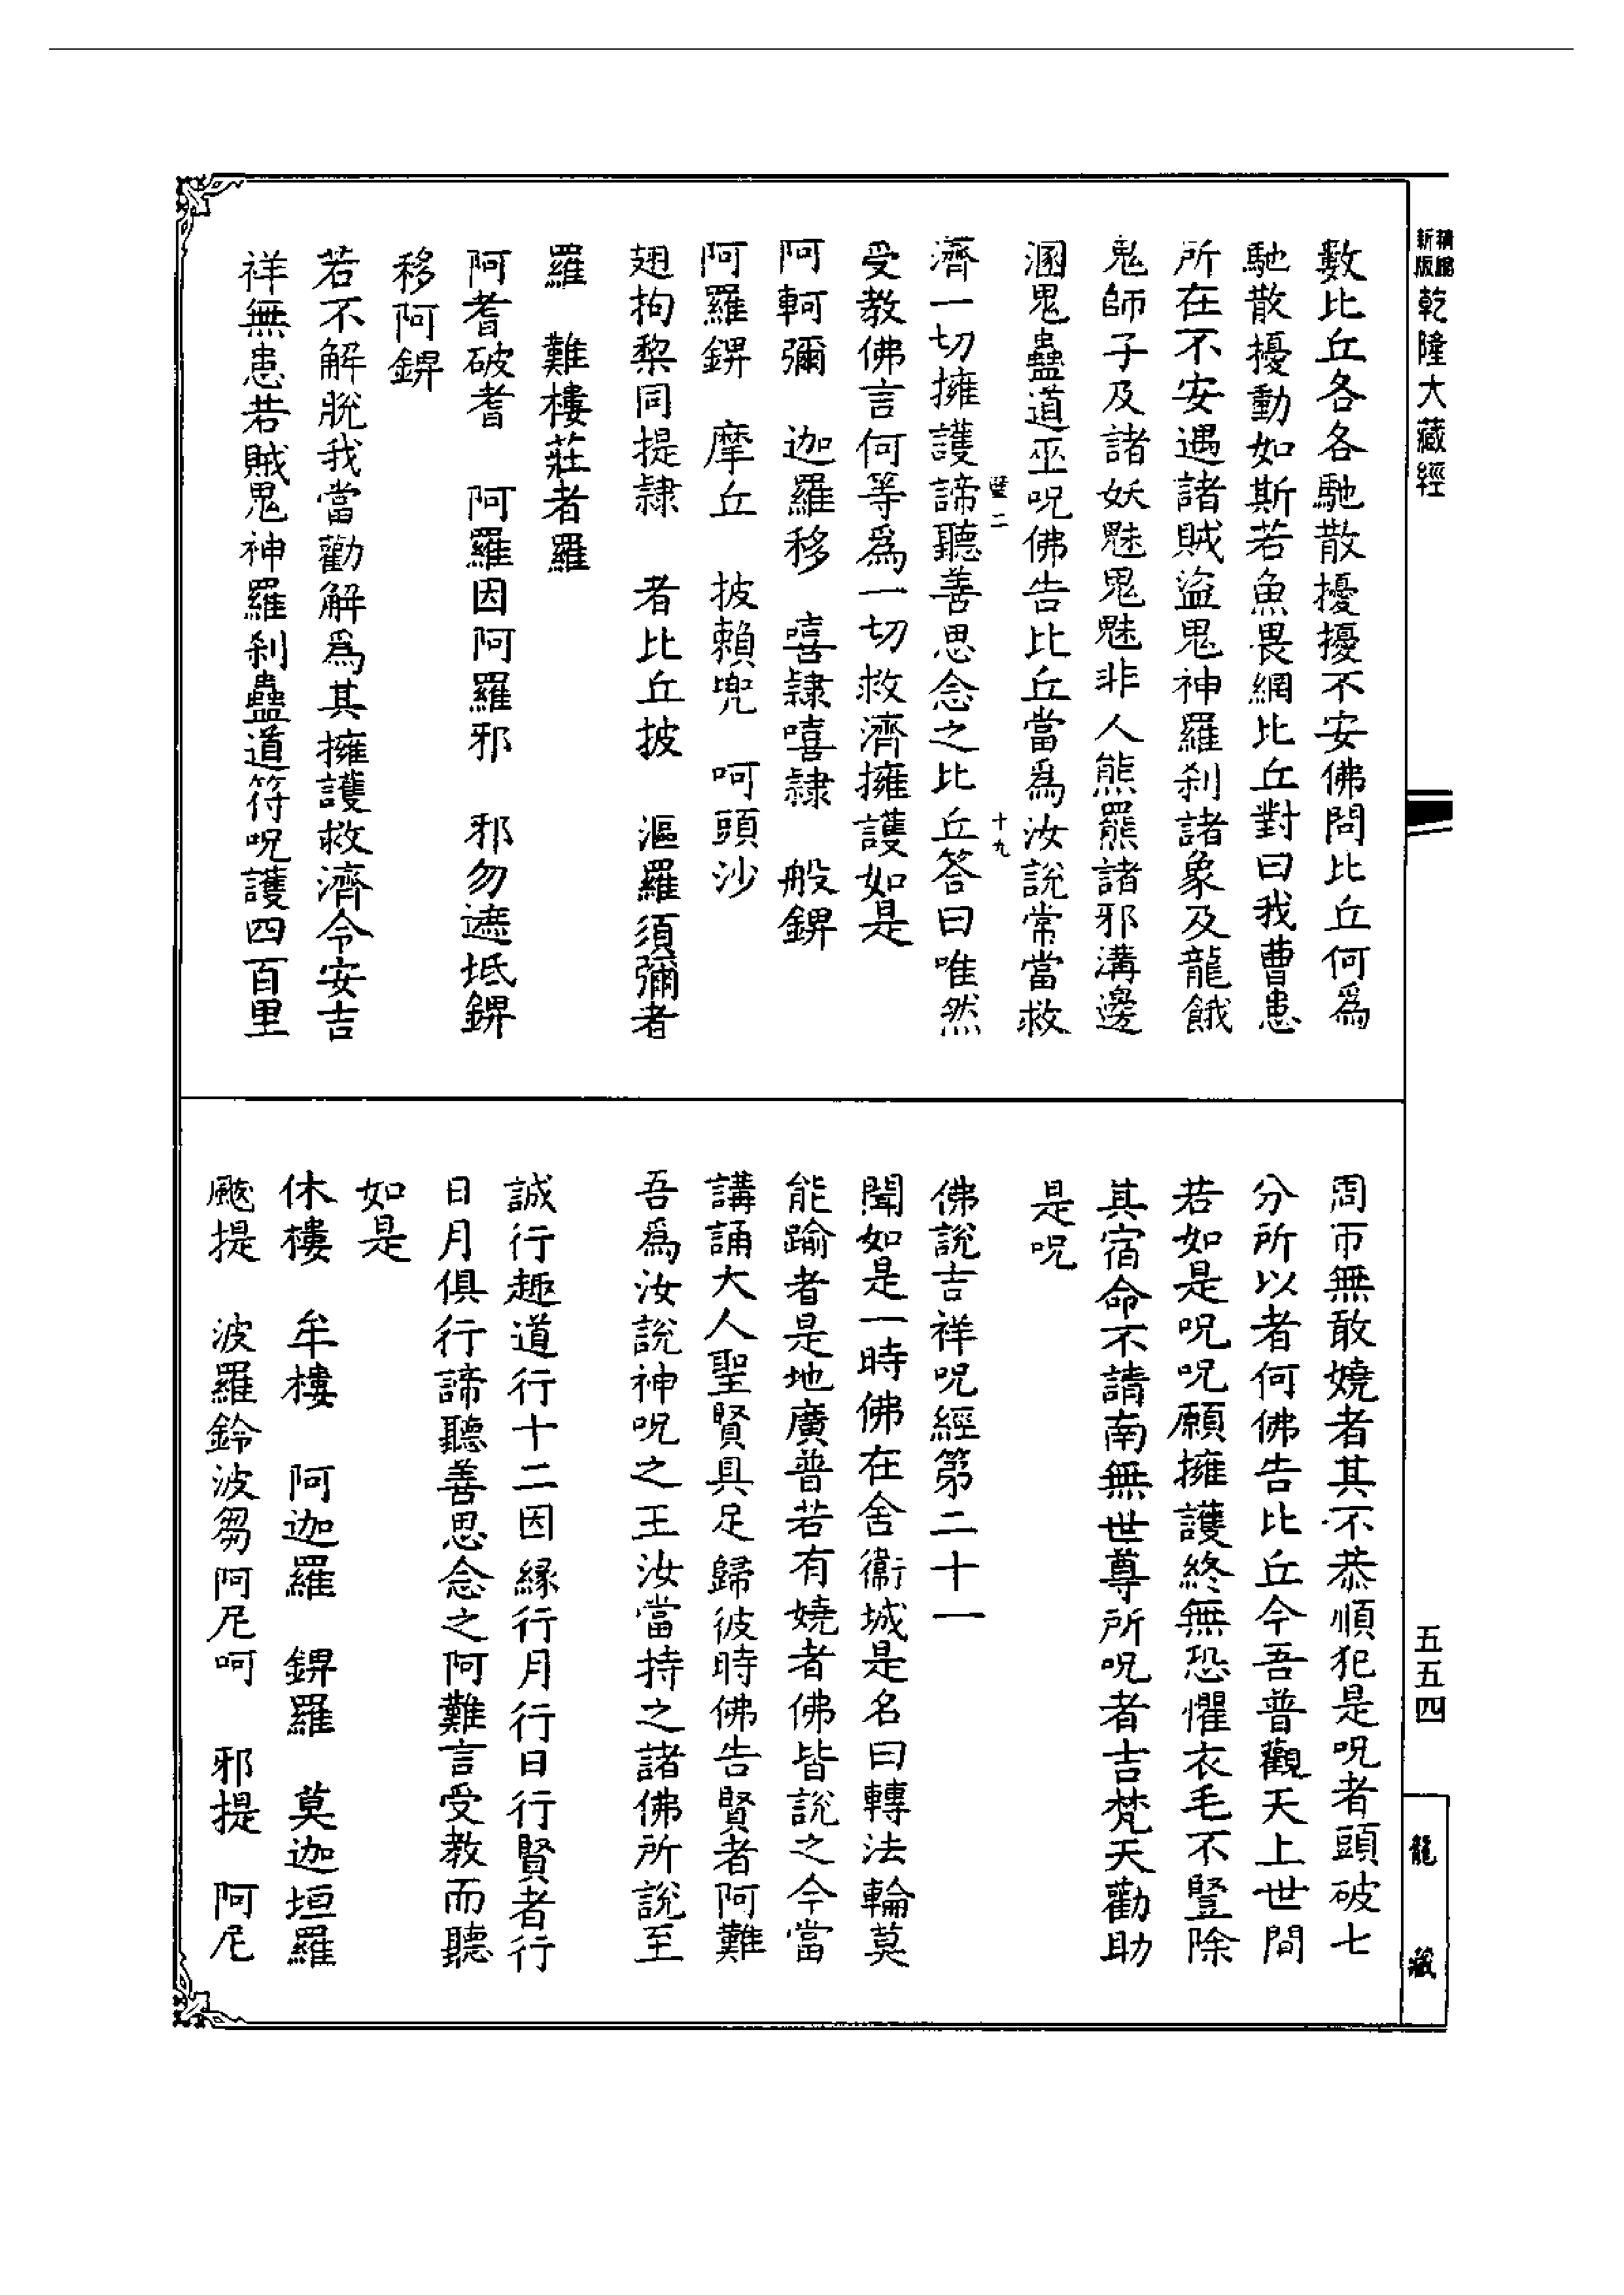 乾隆大藏經
數比丘各各馳散擾擾不安佛問比丘何爲
馳散擾動如斯若魚畏網比丘對曰我曹患
所在不安遇諸賊盜鬼神羅刹諸象及龍餓
鬼師子及諸妖魅鬼魅非人熊羆諸邪溝邊
溷鬼蠱道巫呪佛告比丘當爲汝說常當救
濟一切擁護諦聽善思念之比丘答曰唯然
受教佛言何等爲一切救濟擁護如是
阿軻彌　迦羅移　嘻隸嘻隸　般錍
阿羅錍　摩丘　披賴兜　呵頭沙
翅拘犂同提隸　者比丘披　漚羅須彌者
羅　難樓莊者羅
阿耆破耆　阿羅因阿羅邪　邪勿遮坻錍
移阿錍
若不解脫我當勸解爲其擁護救濟令安吉
祥無患若賊鬼神羅刹蠱道符呪護四百里
十九
周帀無敢嬈者其不恭順犯是呪者頭破七
分所以者何佛告比丘今吾普觀天上世間
若如是呪呪願擁護終無恐懼衣毛不豎除
其宿命不請南無世尊所呪者吉梵天勸助
是呪
佛說吉祥呪經第二十一
聞如是一時佛在舍衞城是名曰轉法輪莫
能踰者是地廣普若有嬈者佛皆說之今當
講誦大人聖賢具足歸彼時佛告賢者阿難
吾爲汝說神呪之王汝當持之諸佛所說至
誠行趣道行十二因緣行月行日行賢者行
日月俱行諦聽善思念之阿難言受教而聽
如是
休樓　牟樓　阿迦羅　錍羅　莫迦垣羅
颰提　波羅鈴波芻阿尼呵　邪提　阿尼
五五四
龍藏